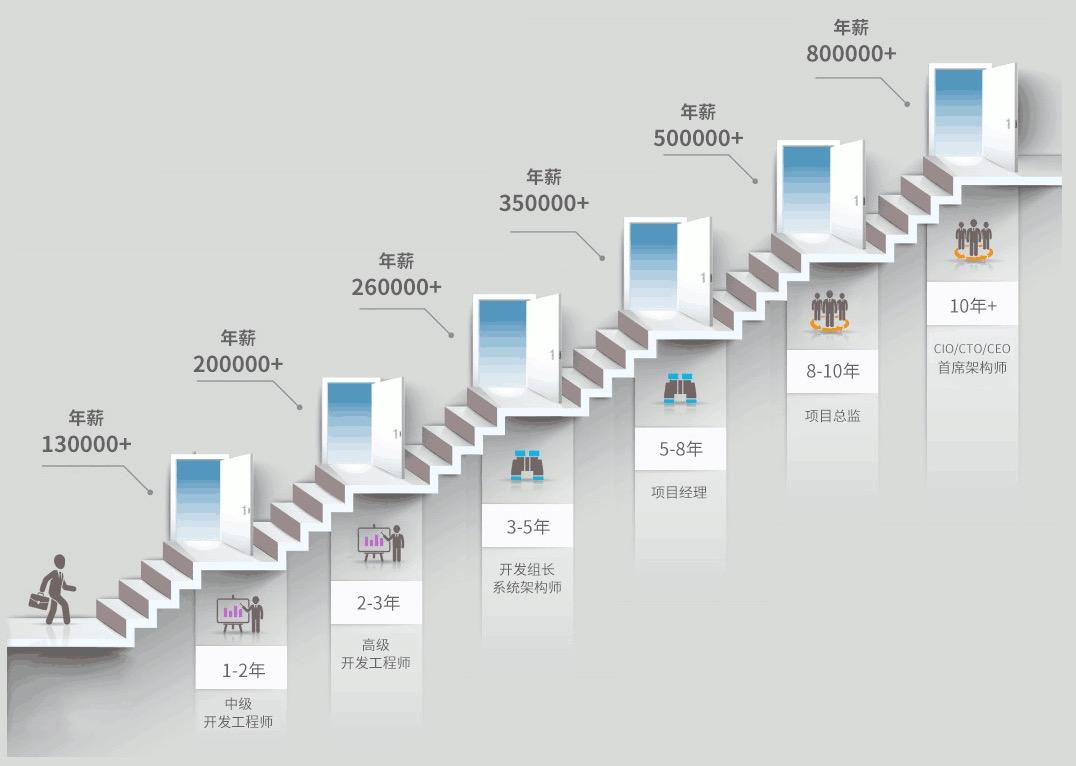 年薪
130000+
年薪
200000+
年薪
260000+
年薪
350000+
年薪
500000+
年薪
800000+
1-2年
中级
开发工程师
2-3年
高级
开发工程师
3-5年
开发组长
系统架构师
5-8年
项目经理
8-10年
项目总监
10年+
CIO/CTO/CEO
首席架构师